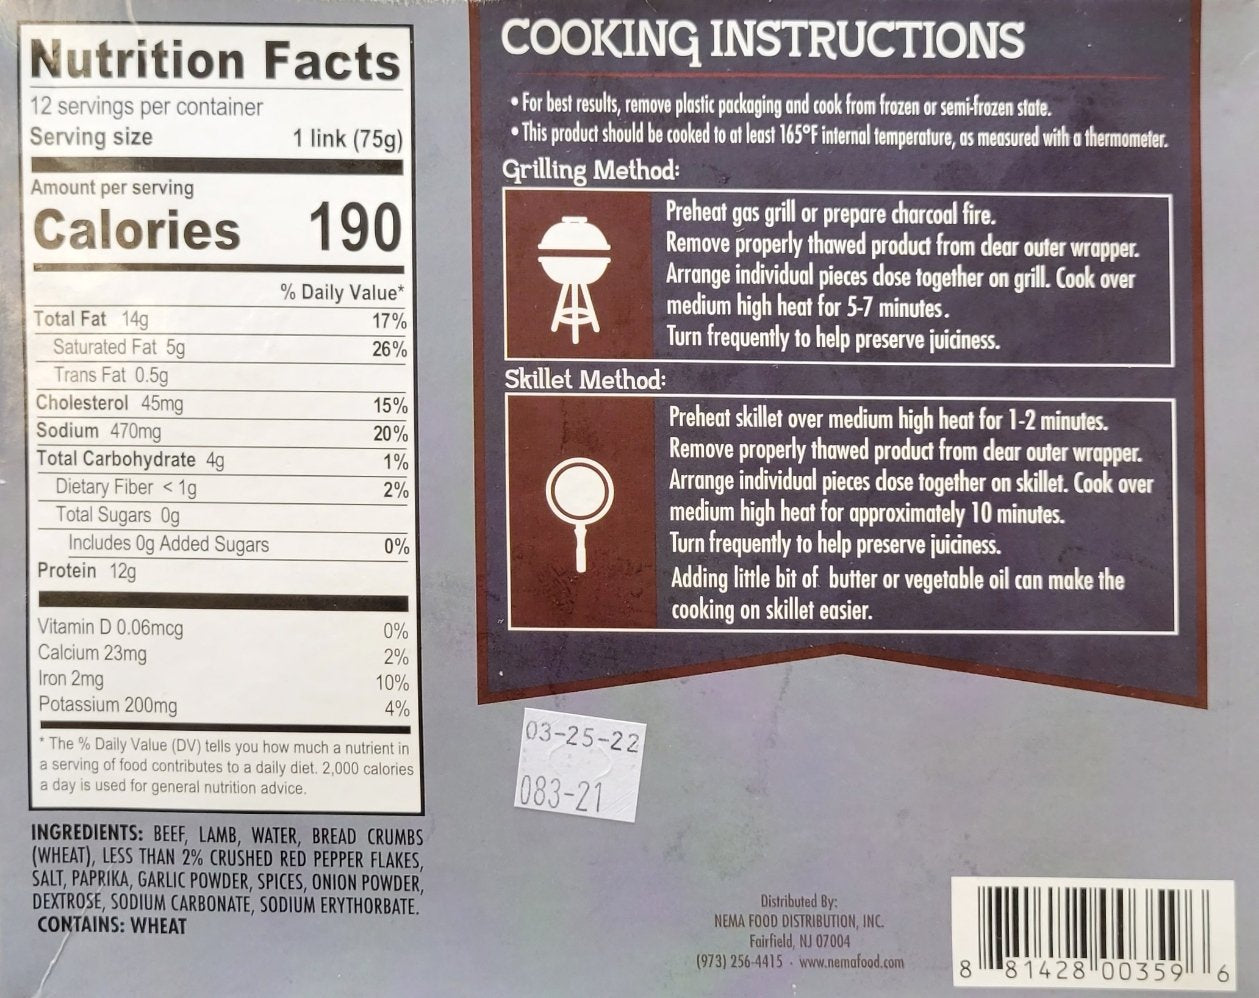 Nutrition Facts
12 servings per container
Serving size 1 link (75g)
Amount per serving
Calories 190
% Daily Value*
Total Fat 14g 17%
Saturated Fat 5g 26%
Trans Fat 0.5g
Cholesterol 45mg 15%
Sodium 470mg 20%
Total Carbohydrate 4g 1%
Dietary Fiber < 1g 2%
Total Sugars 0g
Includes 0g Added Sugars 0%
Protein 12g
Vitamin D 0.06mcg 0%
Calcium 23mg 2%
Iron 2mg 10%
Potassium 200mg 4%
* The % Daily Value (DV) tells you how much a nutrient in
a serving of food contributes to a daily diet. 2,000 calories
a day is used for general nutrition advice.
INGREDIENTS: BEEF, LAMB, WATER, BREAD CRUMBS
(WHEAT), LESS THAN 2% CRUSHED RED PEPPER FLAKES,
SALT, PAPRIKA, GARLIC POWDER, SPICES, ONION POWDER,
DEXTROSE, SODIUM CARBONATE, SODIUM ERYTHORBATE.
CONTAINS: WHEAT
COOKING INSTRUCTIONS
• For best results, remove plastic packaging and cook from frozen or semi-frozen state.
• This product should be cooked to at least 165°F internal temperature, as measured with a thermometer.
Grilling Method:
Preheat gas grill or prepare charcoal fire.
Remove properly thawed product from clear outer wrapper.
Arrange individual pieces close together on grill. Cook over
medium high heat for 5-7 minutes.
Turn frequently to help preserve juiciness.
Skillet Method:
Preheat skillet over medium high heat for 1-2 minutes.
Remove properly thawed product from clear outer wrapper.
Arrange individual pieces close together on skillet. Cook over
medium high heat for approximately 10 minutes.
Turn frequently to help preserve juiciness.
Adding little bit of butter or vegetable oil can make the
cooking on skillet easier.
03-25-22
083-21
Distributed By:
NEMA FOOD DISTRIBUTION, INC.
Fairfield, NJ 07004
(973) 256-4415 · www.nemafood.com
8 81428 00359 6